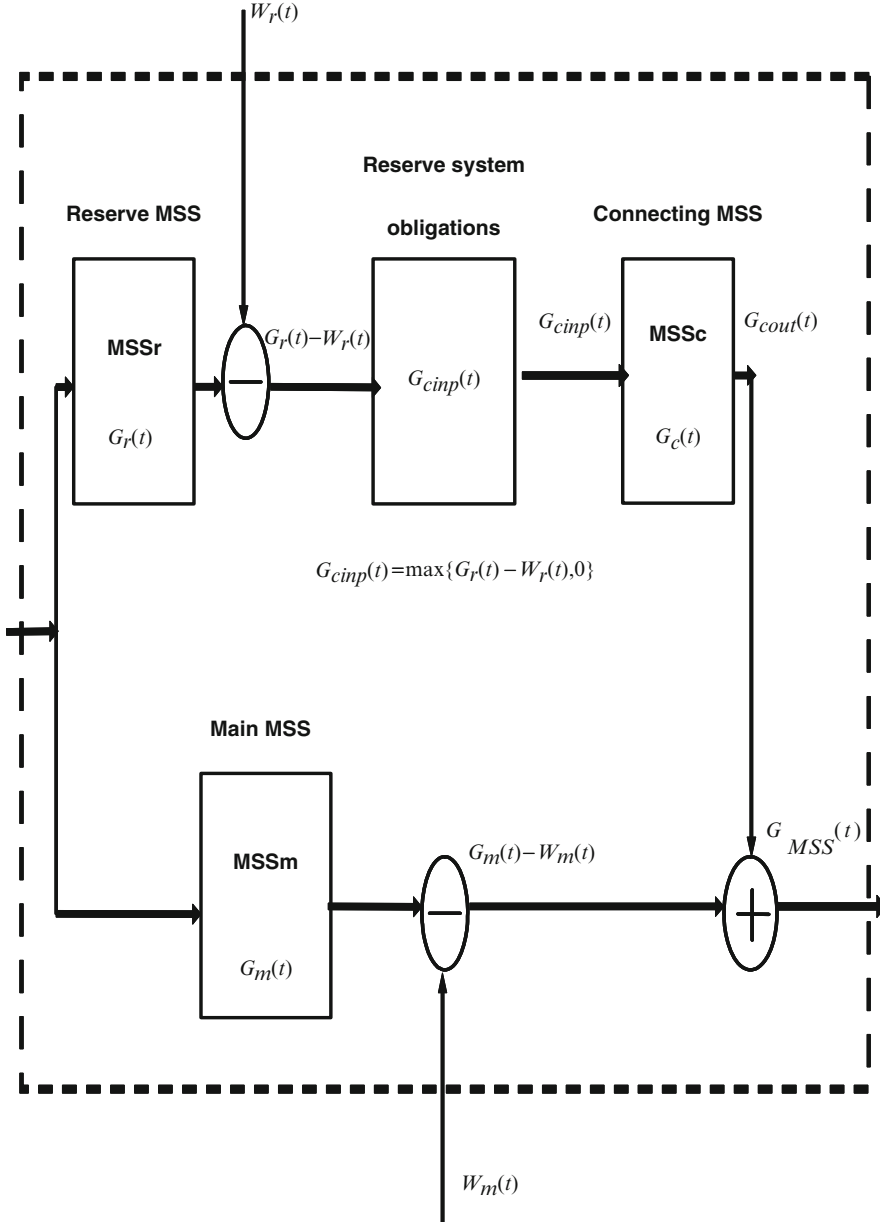 W_r(t)
Reserve system
obligations
Reserve MSS
Connecting MSS
MSSr
G_r(t)
G_r(t)−W_r(t)
G_cinp(t)
G_cinp(t)
MSSc
G_c(t)
G_cout(t)
G_cinp(t)=max{G_r(t)−W_r(t),0}
Main MSS
MSSm
G_m(t)
G_m(t)−W_m(t)
G_MSS(t)
W_m(t)